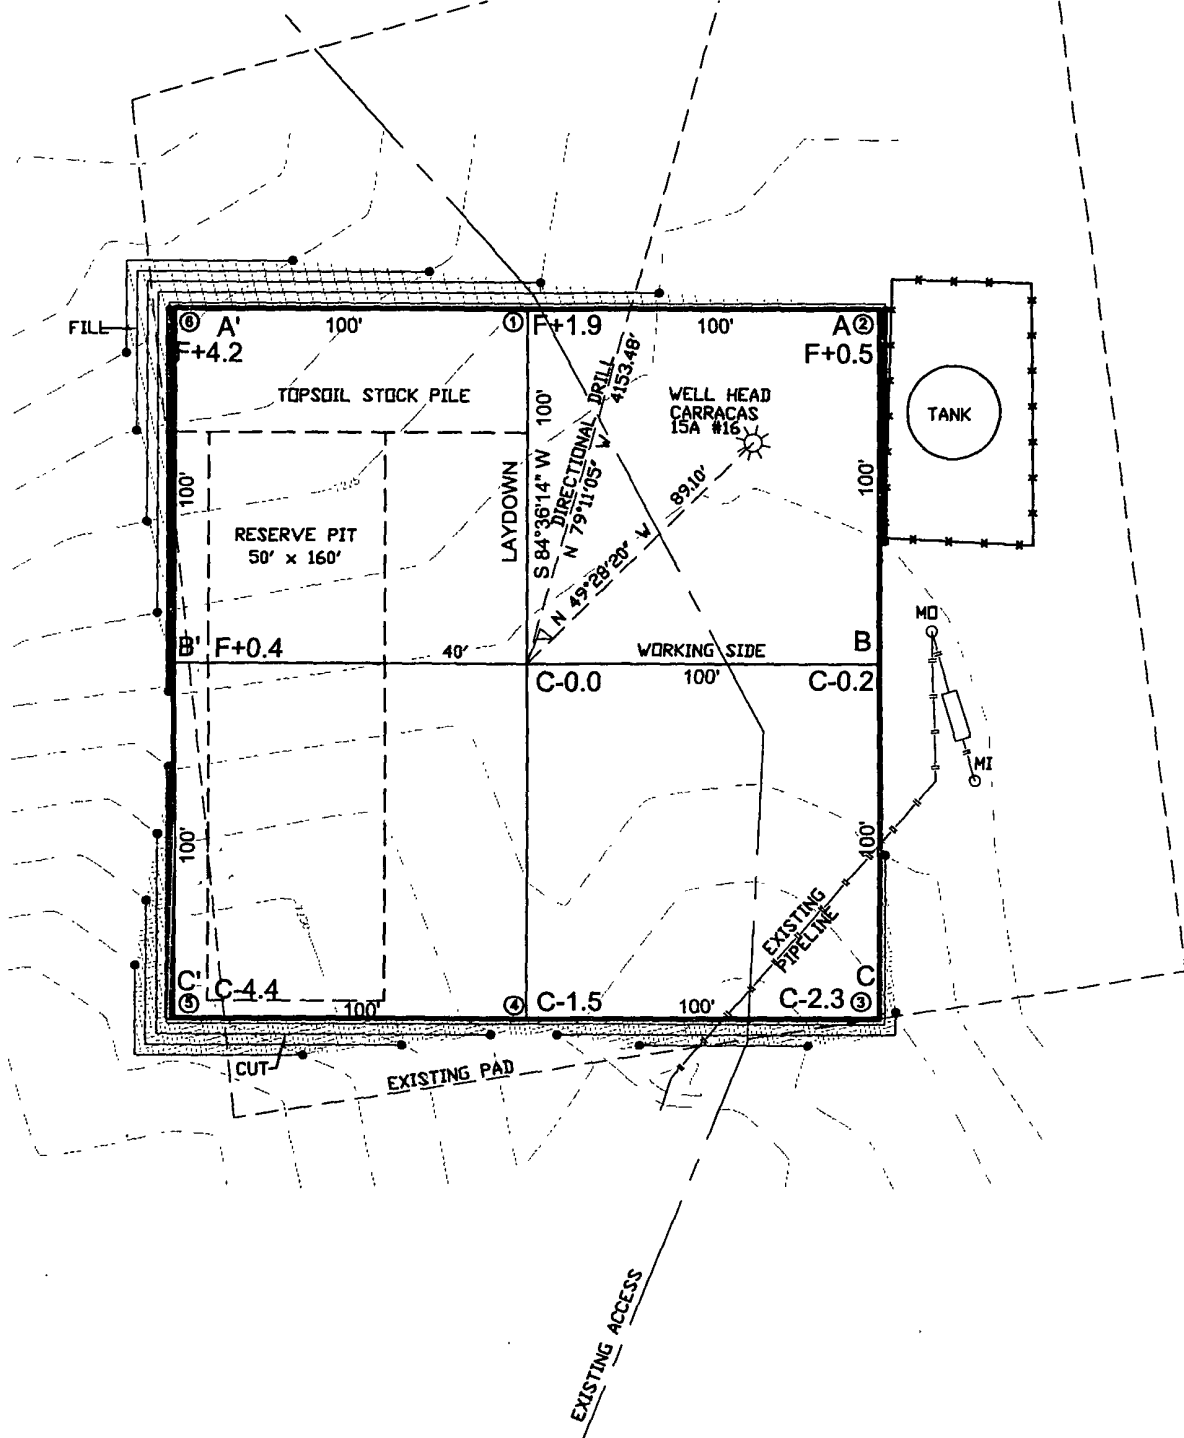 FILL
⑥ A' 100' ① F+1.9 100' A ②
F+4.2
F+0.5
TOPSOIL STOCK PILE
100'
DIRECTIONAL DRILL
4153.48'
N 79°11'05" W
S 84°36'14" W
LAYDOWN
WELL HEAD
CARRACAS
15A #16
TANK
100'
100'
RESERVE PIT
50' x 160'
89.10'
N 49°28'20" W
MO
B' F+0.4 40' WORKING SIDE B
C-0.0 100' C-0.2
MI
100'
100'
EXISTING
PIPELINE
C' C-4.4 C
⑤ 100' ④ C-1.5 100' C-2.3 ③
CUT
EXISTING PAD
EXISTING ACCESS